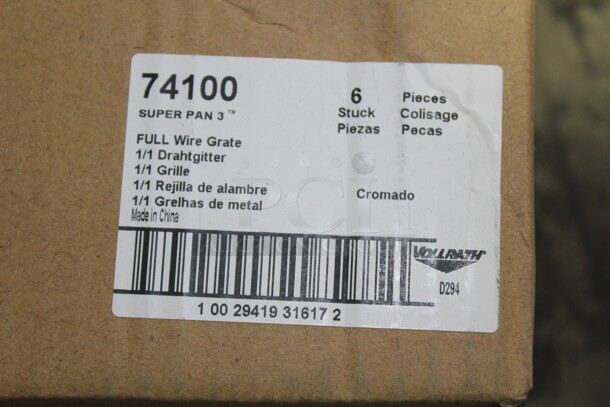 74100
SUPER PAN 3™
6 Pieces
Stuck Colisage
Piezas Pecas
FULL Wire Grate
1/1 Drahtgitter
1/1 Grille
1/1 Rejilla de alambre
Cromado
1/1 Grelhas de metal
Made in China
VOLLRATH
D294
1 00 29419 31617 2
PCI